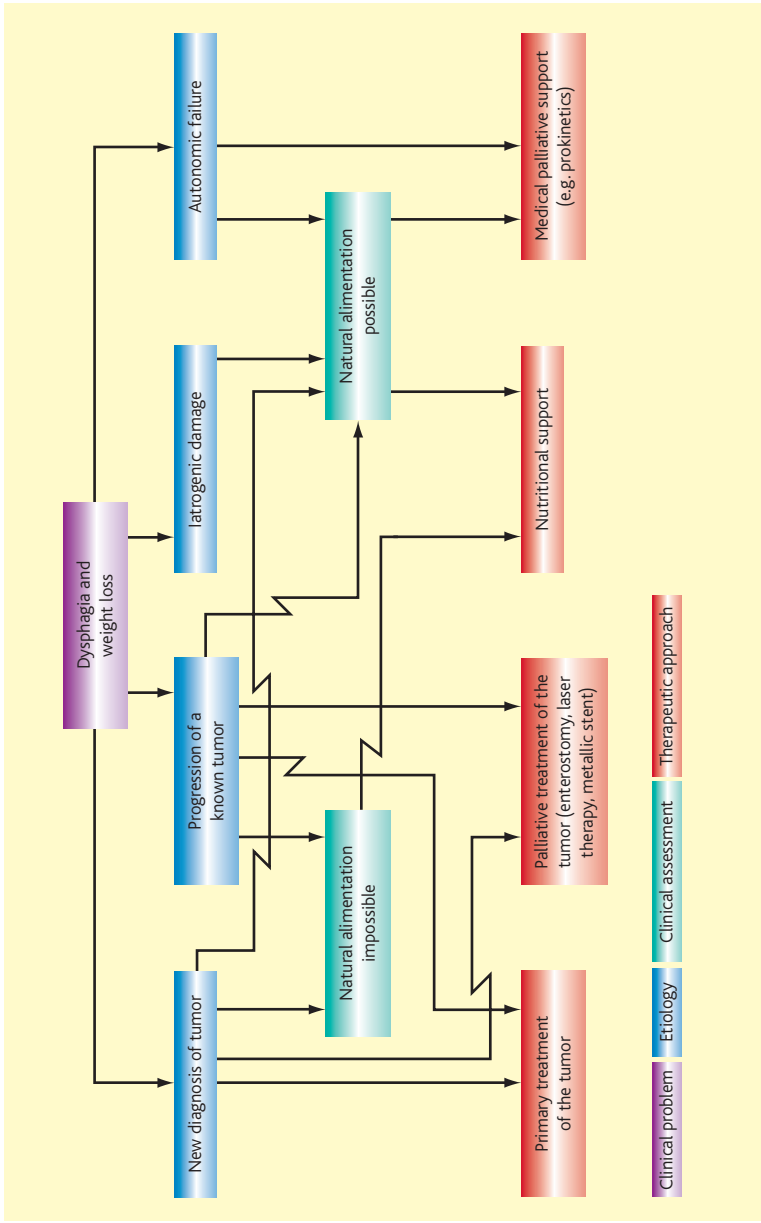 Dysphagia and
weight loss
New diagnosis of tumor
Progression of a
known tumor
Iatrogenic damage
Autonomic failure
Natural alimentation
impossible
Natural alimentation
possible
Primary treatment
of the tumor
Palliative treatment of the
tumor (enterostomy, laser
therapy, metallic stent)
Nutritional support
Medical palliative support
(e.g. prokinetics)
Clinical problem
Etiology
Clinical assessment
Therapeutic approach